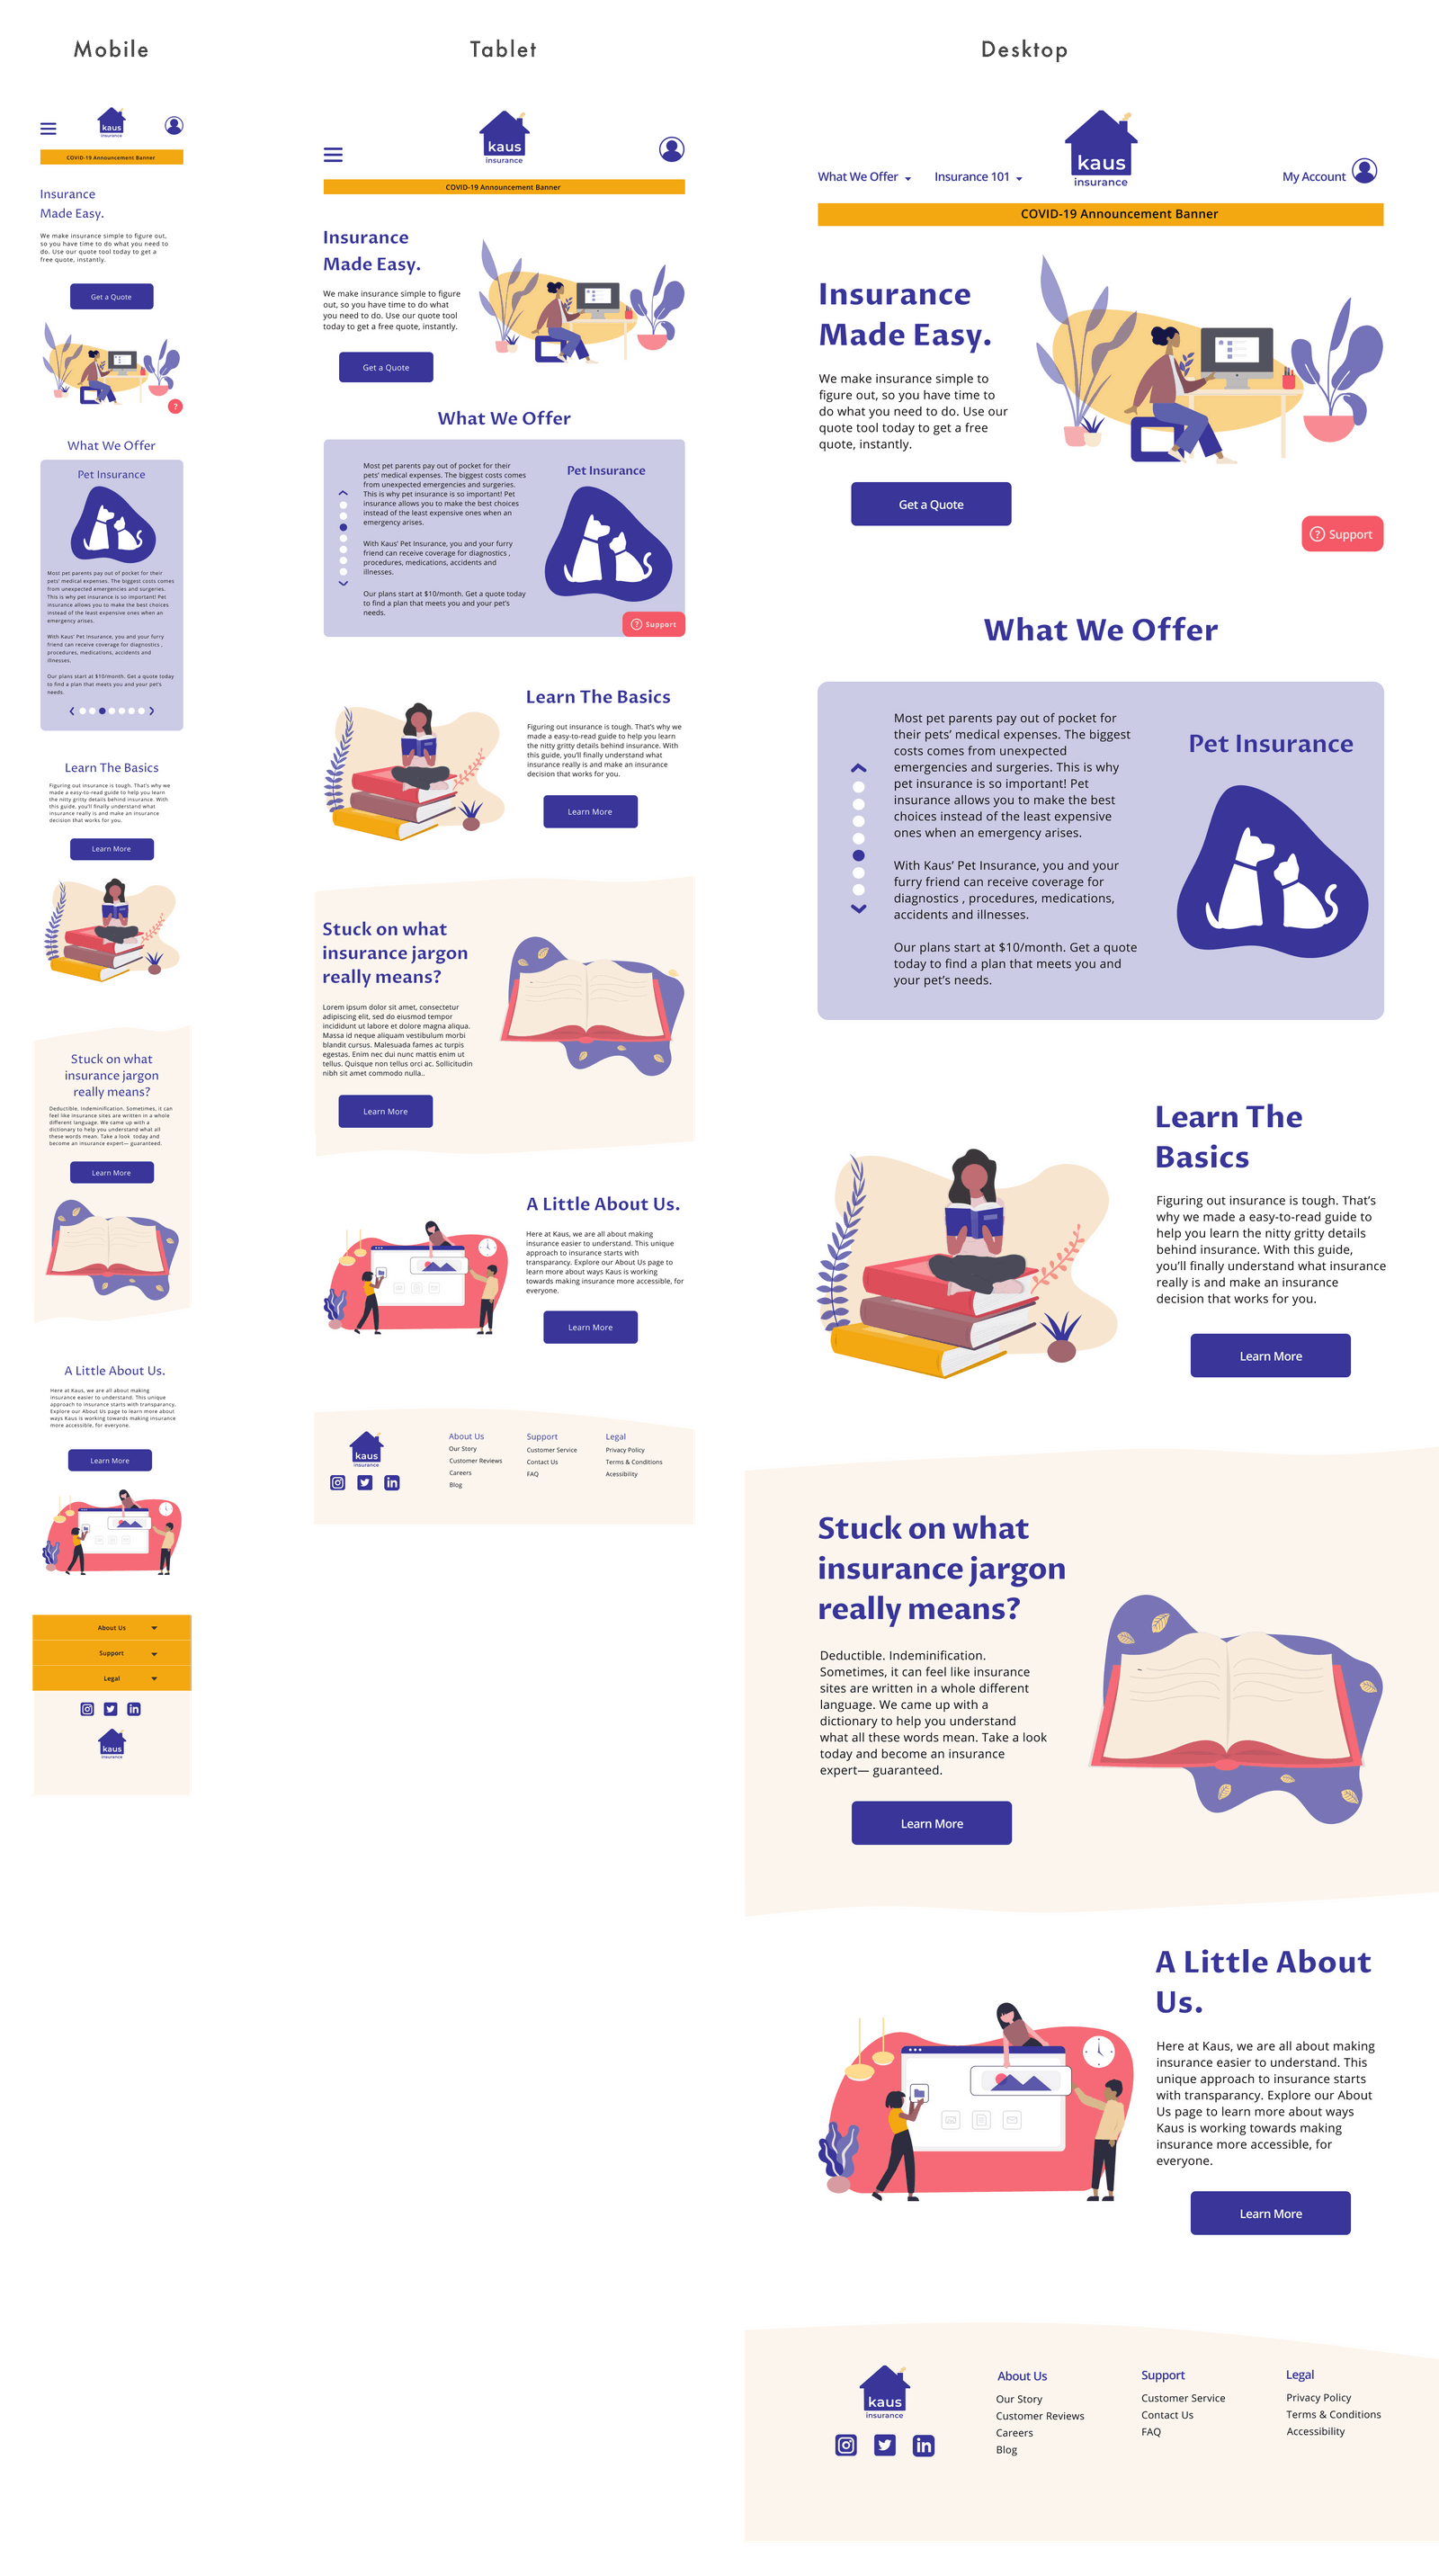 Mobile
kaus
insurance
COVID-19 Announcement Banner
Insurance
Made Easy.
We make insurance simple to figure out,
so you have time to do what you need to
do. Use our quote tool today to get a
free quote, instantly.
Get a Quote
?
What We Offer
Pet Insurance
Most pet parents pay out of pocket for their
pets' medical expenses. The biggest costs comes
from unexpected emergencies and surgeries.
This is why pet insurance is so important! Pet
insurance allows you to make the best choices
instead of the least expensive ones when an
emergency arises.
With Kaus' Pet Insurance, you and your furry
friend can receive coverage for diagnostics ,
procedures, medications, accidents and
illnesses.
Our plans start at $10/month. Get a quote today
to find a plan that meets you and your pet's
needs.
Learn The Basics
Figuring out insurance is tough. That's why we
made a easy-to-read guide to help you learn
the nitty gritty details behind insurance. With
this guide, you'll finally understand what
insurance really is and make an insurance
decision that works for you.
Learn More
Stuck on what
insurance jargon
really means?
Deductible. Indeminification. Sometimes, it can
feel like insurance sites are written in a whole
different language. We came up with a
dictionary to help you understand what all
these words mean. Take a look today and
become an insurance expert— guaranteed.
Learn More
A Little About Us.
Here at Kaus, we are all about making
insurance easier to understand. This unique
approach to insurance starts with transparency.
Explore our About Us page to learn more about
ways Kaus is working towards making insurance
more accessible, for everyone.
Learn More
About Us
Support
Legal
kaus
insurance
Tablet
kaus
insurance
COVID-19 Announcement Banner
Insurance
Made Easy.
We make insurance simple to figure
out, so you have time to do what
you need to do. Use our quote tool
today to get a free quote, instantly.
Get a Quote
What We Offer
Most pet parents pay out of pocket for their
pets' medical expenses. The biggest costs comes
from unexpected emergencies and surgeries.
This is why pet insurance is so important! Pet
insurance allows you to make the best choices
instead of the least expensive ones when an
emergency arises.
With Kaus' Pet Insurance, you and your furry
friend can receive coverage for diagnostics ,
procedures, medications, accidents and
illnesses.
Our plans start at $10/month. Get a quote today
to find a plan that meets you and your pet's
needs.
Pet Insurance
? Support
Learn The Basics
Figuring out insurance is tough. That's why we
made a easy-to-read guide to help you learn
the nitty gritty details behind insurance. With
this guide, you'll finally understand what
insurance really is and make an insurance
decision that works for you.
Learn More
Stuck on what
insurance jargon
really means?
Lorem ipsum dolor sit amet, consectetur
adipiscing elit, sed do eiusmod tempor
incididunt ut labore et dolore magna aliqua.
Massa id neque aliquam vestibulum morbi
blandit cursus. Malesuada fames ac turpis
egestas. Enim nec dui nunc mattis enim ut
tellus. Quisque non tellus orci ac. Sollicitudin
nibh sit amet commodo nulla..
Learn More
A Little About Us.
Here at Kaus, we are all about making
insurance easier to understand. This unique
approach to insurance starts with
transparency. Explore our About Us page to
learn more about ways Kaus is working
towards making insurance more accessible, for
everyone.
Learn More
kaus
insurance
About Us
Our Story
Customer Reviews
Careers
Blog
Support
Customer Service
Contact Us
FAQ
Legal
Privacy Policy
Terms & Conditions
Acessibility
Desktop
What We Offer
Insurance 101
kaus
insurance
My Account
COVID-19 Announcement Banner
Insurance
Made Easy.
We make insurance simple to
figure out, so you have time to
do what you need to do. Use our
quote tool today to get a free
quote, instantly.
Get a Quote
? Support
What We Offer
Most pet parents pay out of pocket for
their pets' medical expenses. The biggest
costs comes from unexpected
emergencies and surgeries. This is why
pet insurance is so important! Pet
insurance allows you to make the best
choices instead of the least expensive
ones when an emergency arises.
With Kaus' Pet Insurance, you and your
furry friend can receive coverage for
diagnostics , procedures, medications,
accidents and illnesses.
Our plans start at $10/month. Get a quote
today to find a plan that meets you and
your pet's needs.
Pet Insurance
Learn The
Basics
Figuring out insurance is tough. That's
why we made a easy-to-read guide to
help you learn the nitty gritty details
behind insurance. With this guide,
you'll finally understand what insurance
really is and make an insurance
decision that works for you.
Learn More
Stuck on what
insurance jargon
really means?
Deductible. Indeminification.
Sometimes, it can feel like insurance
sites are written in a whole different
language. We came up with a
dictionary to help you understand
what all these words mean. Take a look
today and become an insurance
expert— guaranteed.
Learn More
A Little About
Us.
Here at Kaus, we are all about making
insurance easier to understand. This
unique approach to insurance starts
with transparancy. Explore our About
Us page to learn more about ways
Kaus is working towards making
insurance more accessible, for
everyone.
Learn More
kaus
insurance
About Us
Our Story
Customer Reviews
Careers
Blog
Support
Customer Service
Contact Us
FAQ
Legal
Privacy Policy
Terms & Conditions
Accessibility